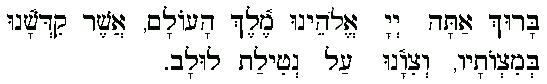 בָּרוּךְ אַתָּה יְיָ אֱלֹהֵינוּ מֶלֶךְ הָעוֹלָם, אֲשֶׁר קִדְּשָׁנוּ
בְּמִצְוֹתָיו, וְצִוָּנוּ עַל נְטִילַת לוּלָב.